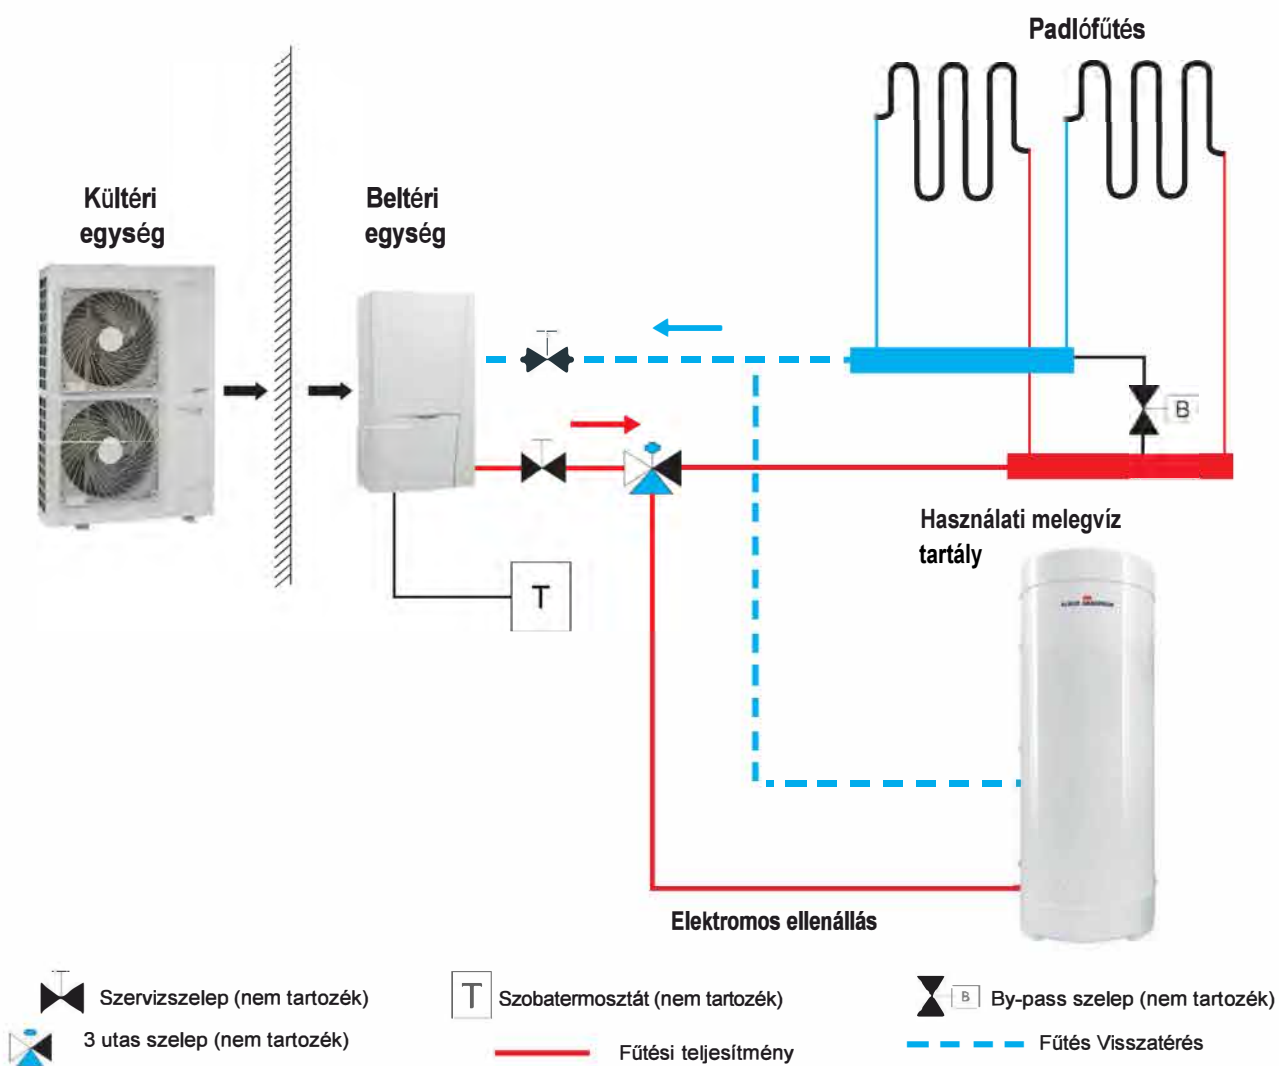 Padlófűtés
Kültéri
egység
Beltéri
egység
B
Használati melegvíz
tartály
T
Elektromos ellenállás
Szervizszelep (nem tartozék)
T
Szobatermosztát (nem tartozék)
B
By-pass szelep (nem tartozék)
3 utas szelep (nem tartozék)
Fűtési teljesítmény
Fűtés Visszatérés